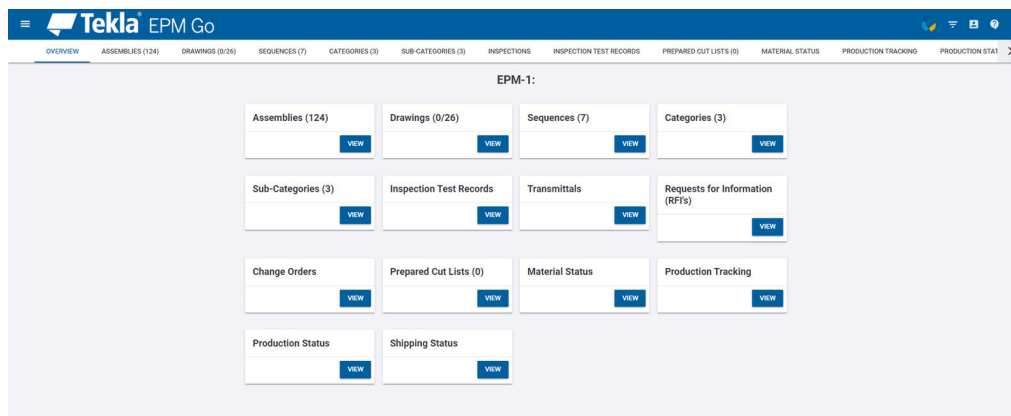 Tekla® EPM Go
OVERVIEW ASSEMBLIES (124) DRAWINGS (0/26) SEQUENCES (7) CATEGORIES (3) SUB-CATEGORIES (3) INSPECTIONS INSPECTION TEST RECORDS PREPARED CUT LISTS (0) MATERIAL STATUS PRODUCTION TRACKING PRODUCTION STAT
EPM-1:
Assemblies (124) Drawings (0/26) Sequences (7) Categories (3)
VIEW VIEW VIEW VIEW
Sub-Categories (3) Inspection Test Records Transmittals Requests for Information
(RFI's)
VIEW VIEW VIEW VIEW
Change Orders Prepared Cut Lists (0) Material Status Production Tracking
VIEW VIEW VIEW VIEW
Production Status Shipping Status
VIEW VIEW